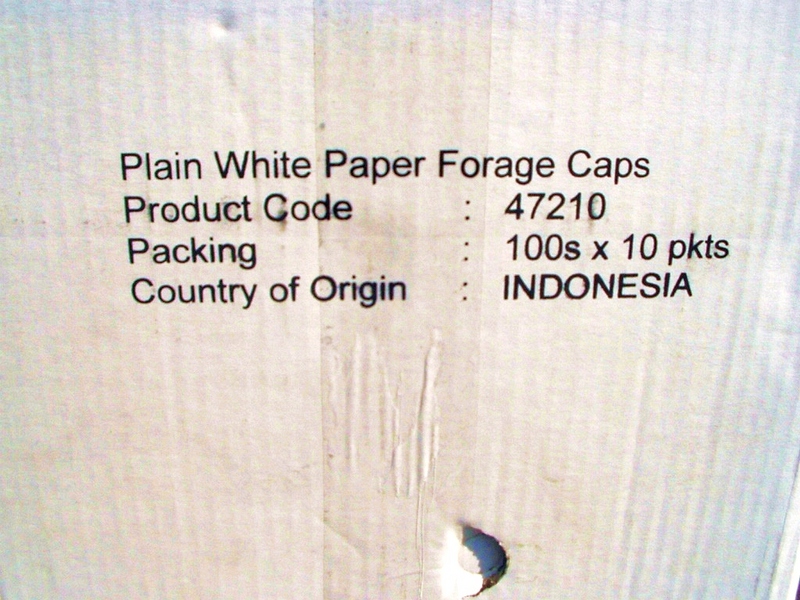 Plain White Paper Forage Caps
Product Code : 47210
Packing : 100s x 10 pkts
Country of Origin : INDONESIA